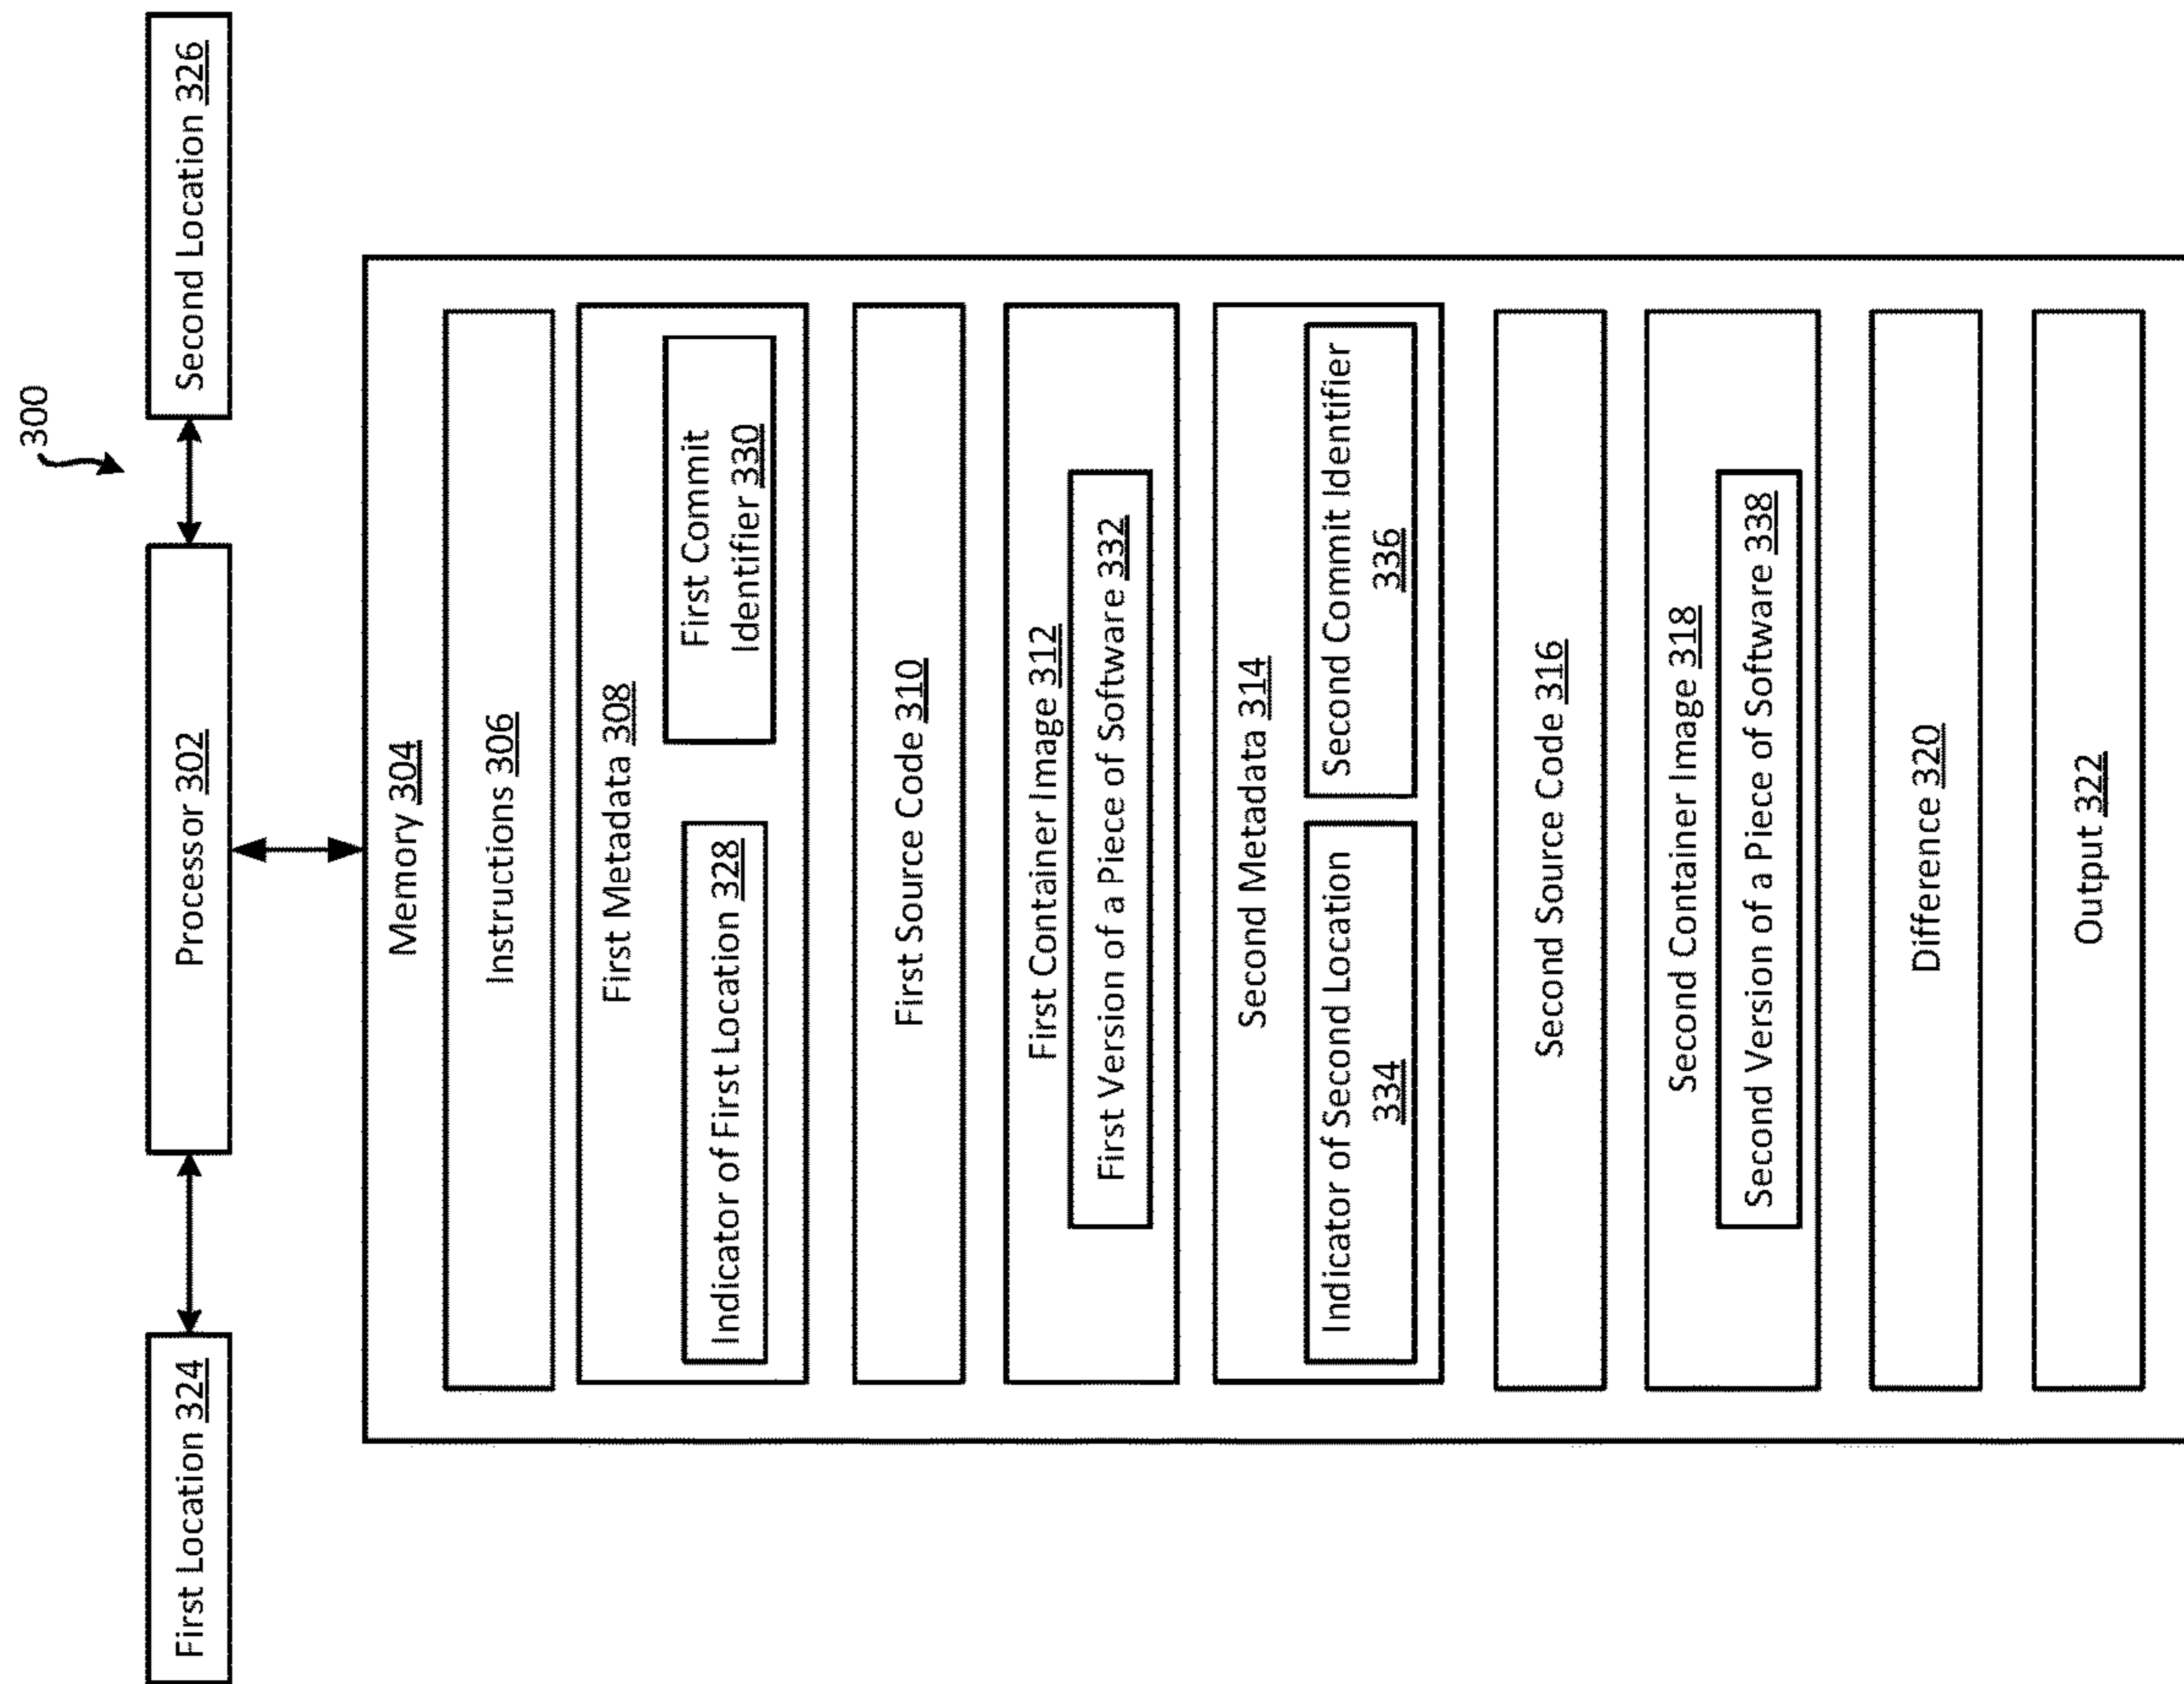 300
First Location 324
Processor 302
Second Location 326
Memory 304
Instructions 306
First Metadata 308
Indicator of First Location 328
First Commit
Identifier 330
First Source Code 310
First Container Image 312
First Version of a Piece of Software 332
Second Metadata 314
Indicator of Second Location
334
Second Commit Identifier
336
Second Source Code 316
Second Container Image 318
Second Version of a Piece of Software 338
Difference 320
Output 322